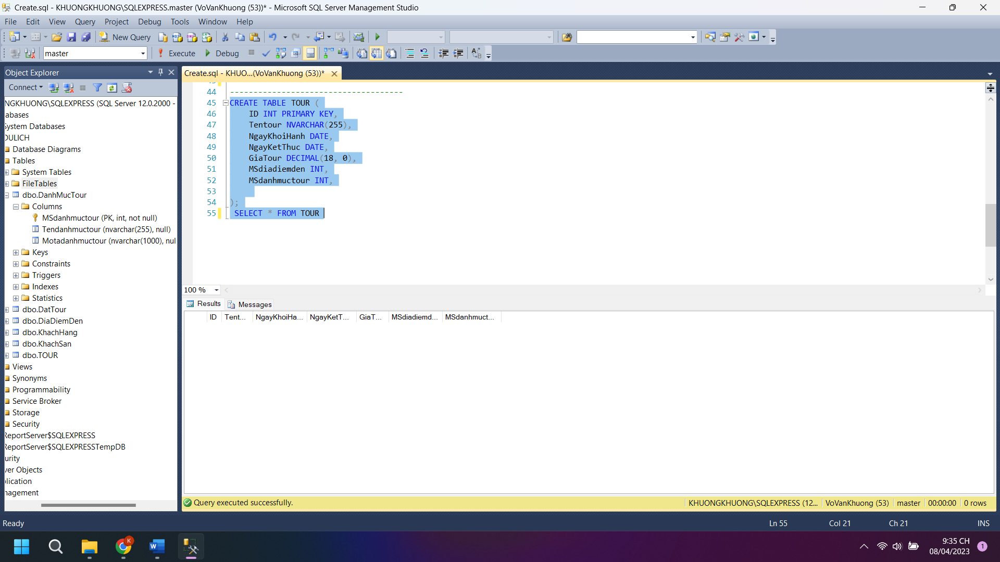 Create.sql - KHUONGKHUONG\SQLEXPRESS.master (VoVanKhuong (53))* - Microsoft SQL Server Management Studio
File Edit View Query Project Debug Tools Window Help
New Query
master Execute Debug
Object Explorer
Connect
NGKHUONG\SQLEXPRESS (SQL Server 12.0.2000 -
abases
System Databases
DULICH
Database Diagrams
Tables
System Tables
FileTables
dbo.DanhMucTour
Columns
MSdanhmuctour (PK, int, not null)
Tendanhmuctour (nvarchar(255), null)
Motadanhmuctour (nvarchar(1000), nul
Keys
Constraints
Triggers
Indexes
Statistics
dbo.DatTour
dbo.DiaDiemDen
dbo.KhachHang
dbo.KhachSan
dbo.TOUR
Views
Synonyms
Programmability
Service Broker
Storage
Security
ReportServer$SQLEXPRESS
ReportServer$SQLEXPRESSTempDB
urity
ver Objects
lication
nagement
Create.sql - KHUO...(VoVanKhuong (53))*
44 -------------------------------------
45 CREATE TABLE TOUR (
46 ID INT PRIMARY KEY,
47 Tentour NVARCHAR(255),
48 NgayKhoiHanh DATE,
49 NgayKetThuc DATE,
50 GiaTour DECIMAL(18, 0),
51 MSdiadiemden INT,
52 MSdanhmuctour INT,
53
54 );
55 SELECT * FROM TOUR
100 %
Results Messages
ID Tent... NgayKhoiHa... NgayKetT... GiaT... MSdiadiemd... MSdanhmuct...
Query executed successfully. KHUONGKHUONG\SQLEXPRESS (12... VoVanKhuong (53) master 00:00:00 0 rows
Ready Ln 55 Col 21 Ch 21 INS
K
9:35 CH
08/04/2023
1